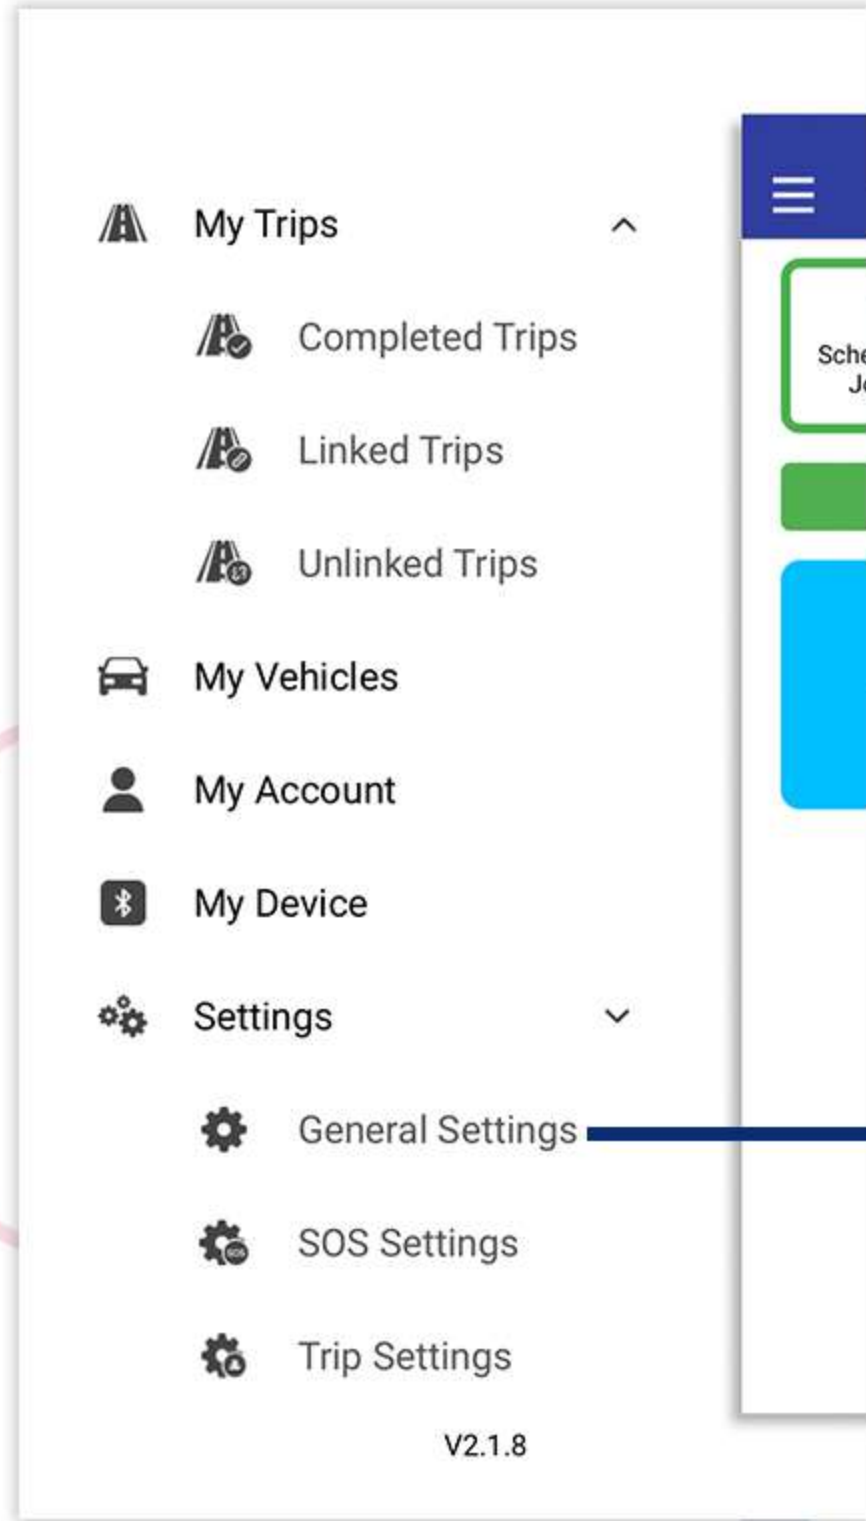 My Trips
Completed Trips
Linked Trips
Unlinked Trips
My Vehicles
My Account
My Device
Settings
General Settings
SOS Settings
Trip Settings
V2.1.8